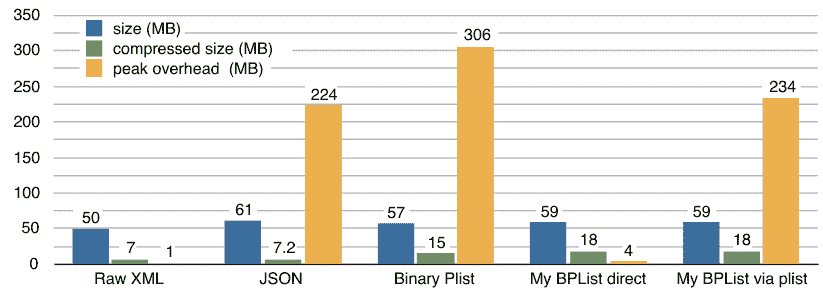 350
300
250
200
150
100
50
0
size (MB)
compressed size (MB)
peak overhead (MB)
50
7
1
61
7.2
224
57
15
306
59
18
4
59
18
234
Raw XML
JSON
Binary Plist
My BPList direct
My BPList via plist